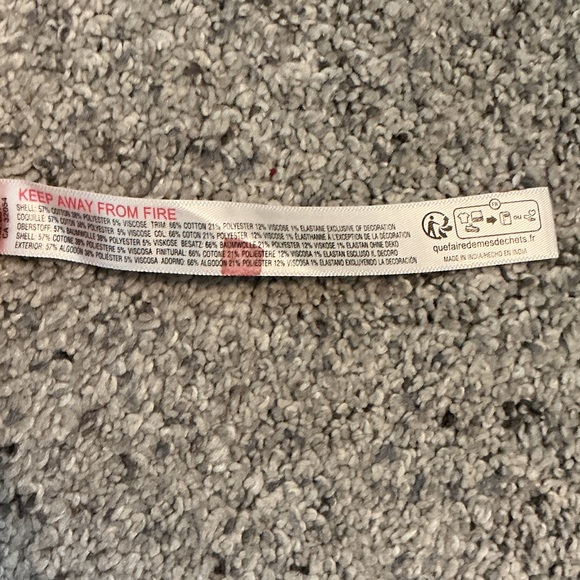 CA 32054
KEEP AWAY FROM FIRE
SHELL: 57% COTTON 38% POLYESTER 5% VISCOSE: TRIM: 66% COTTON 21% POLYESTER 12% VISCOSE 1% ELASTANE EXCLUSIVE OF DECORATION
COQUILLE: 57% COTON 38% POLYESTER 5% VISCOSE, COL: 66% COTON 21% POLYESTER 12% VISCOSE 1% ÉLASTHANNE À L'EXCEPTION DE LA DÉCORATION
OBERSTOFF: 57% BAUMWOLLE 38% POLYESTER 5% VISKOSE BESATZ: 66% BAUMWOLLE 21% POLYESTER 12% VISKOSE 1% ELASTAN OHNE DEKO
SHELL: 57% COTONE 38% POLIESTERE 5% VISCOSA FINITURA: 66% COTONE 21% POLIESTERE 12% VISCOSA 1% ELASTAN ESCLUSO IL DECORO
EXTERIOR: 57% ALGODÓN 38% POLIÉSTER 5% VISCOSA ADORNO: 66% ALGODÓN 21% POLIÉSTER 12% VISCOSA 1% ELASTANO EXCLUYENDO LA DECORACIÓN
FR
OU
quefairedemesdechets.fr
MADE IN INDIA/HECHO EN INDIA